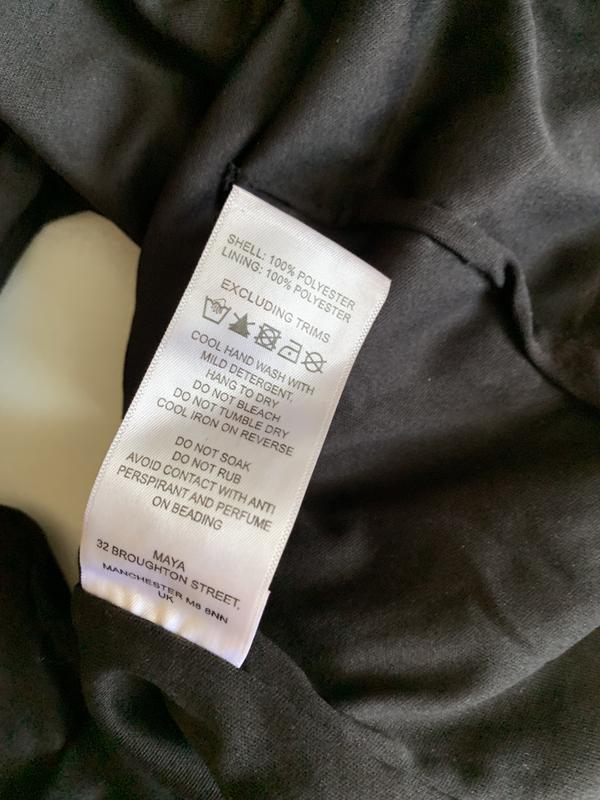 SHELL: 100% POLYESTER
LINING: 100% POLYESTER
EXCLUDING TRIMS
COOL HAND WASH WITH
MILD DETERGENT,
HANG TO DRY
DO NOT BLEACH
DO NOT TUMBLE DRY
COOL IRON ON REVERSE
DO NOT SOAK
DO NOT RUB
AVOID CONTACT WITH ANTI
PERSPIRANT AND PERFUME
ON BEADING
MAYA
32 BROUGHTON STREET,
MANCHESTER M8 8NN
UK